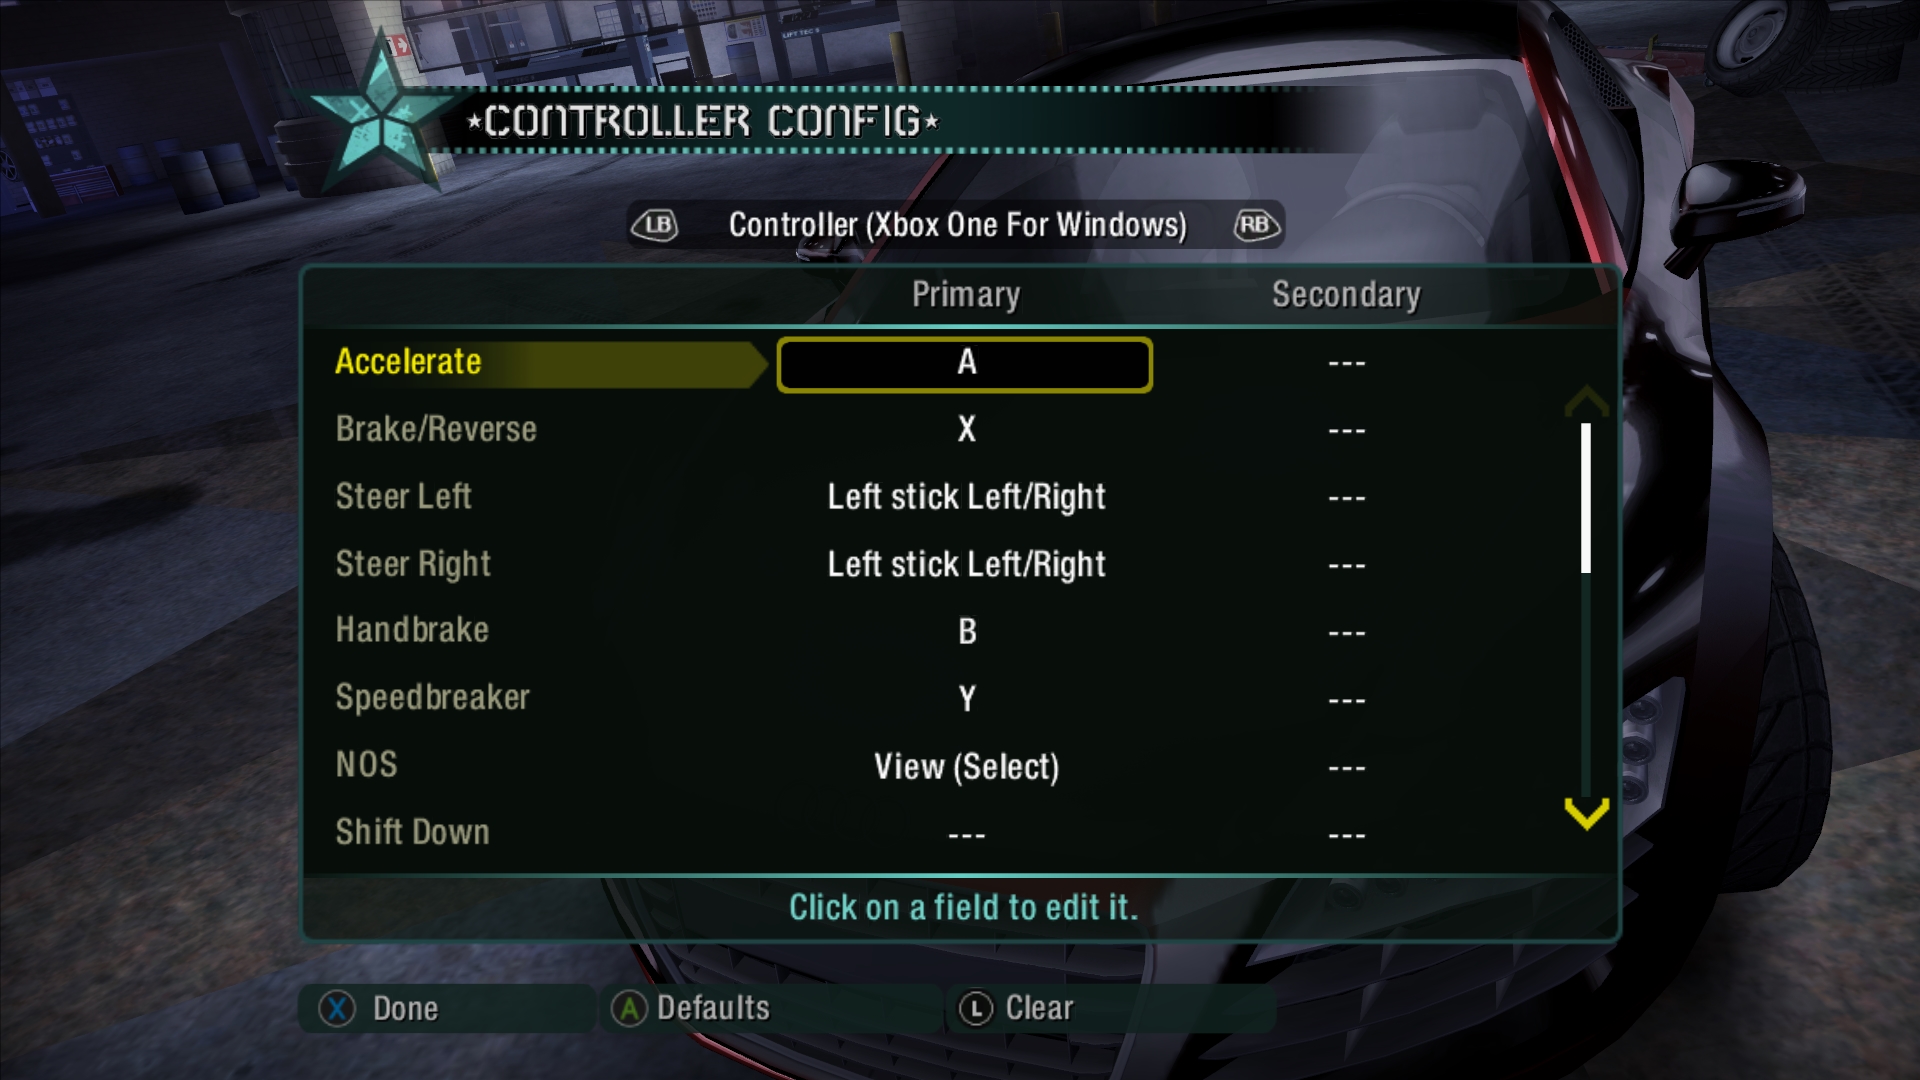 LIFT TEC S
★CONTROLLER CONFIG★
LB Controller (Xbox One For Windows) RB
Primary Secondary
Accelerate A ---
Brake/Reverse X ---
Steer Left Left stick Left/Right ---
Steer Right Left stick Left/Right ---
Handbrake B ---
Speedbreaker Y ---
NOS View (Select) ---
Shift Down --- ---
Click on a field to edit it.
X Done A Defaults L Clear